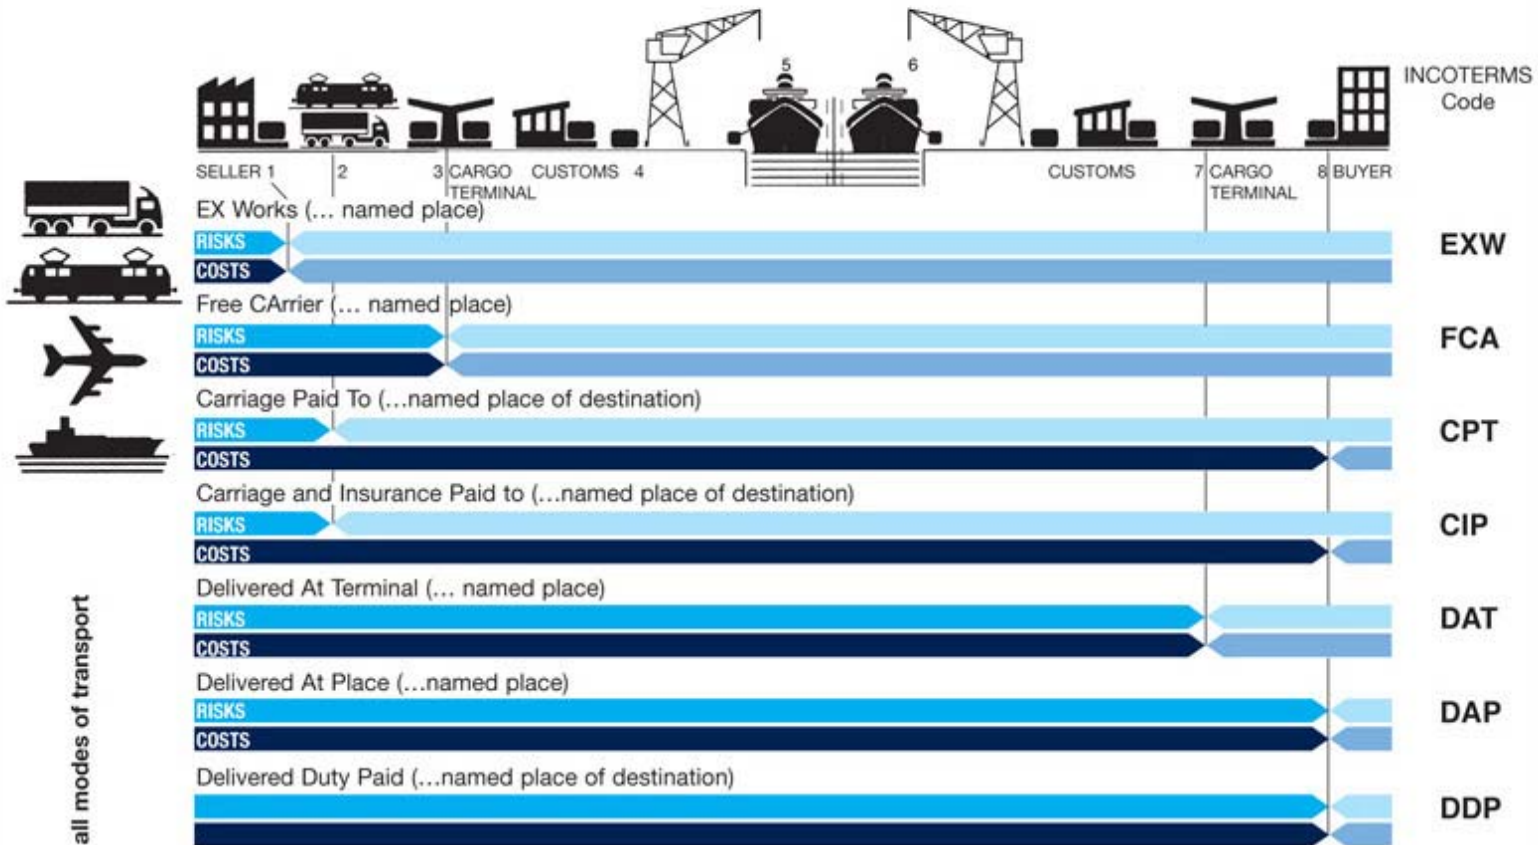 5
6
INCOTERMS
Code
SELLER 1
2
3 CARGO
TERMINAL
CUSTOMS 4
CUSTOMS
7 CARGO
TERMINAL
8 BUYER
EX Works (... named place)
RISKS
COSTS
EXW
Free CArrier (... named place)
RISKS
COSTS
FCA
Carriage Paid To (...named place of destination)
RISKS
COSTS
CPT
Carriage and Insurance Paid to (...named place of destination)
RISKS
COSTS
CIP
Delivered At Terminal (... named place)
RISKS
COSTS
DAT
Delivered At Place (...named place)
RISKS
COSTS
DAP
Delivered Duty Paid (...named place of destination)
DDP
all modes of transport